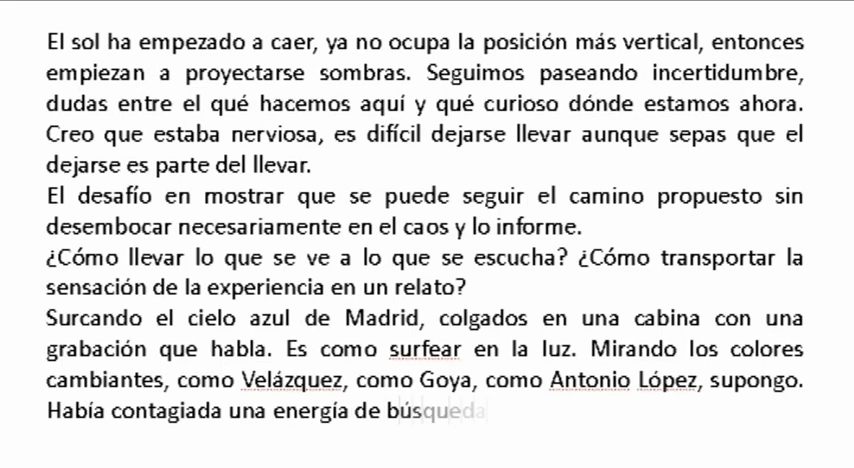 El sol ha empezado a caer, ya no ocupa la posición más vertical, entonces
empiezan a proyectarse sombras. Seguimos paseando incertidumbre,
dudas entre el qué hacemos aquí y qué curioso dónde estamos ahora.
Creo que estaba nerviosa, es difícil dejarse llevar aunque sepas que el
dejarse es parte del llevar.
El desafío en mostrar que se puede seguir el camino propuesto sin
desembocar necesariamente en el caos y lo informe.
¿Cómo llevar lo que se ve a lo que se escucha? ¿Cómo transportar la
sensación de la experiencia en un relato?
Surcando el cielo azul de Madrid, colgados en una cabina con una
grabación que habla. Es como surfear en la luz. Mirando los colores
cambiantes, como Velázquez, como Goya, como Antonio López, supongo.
Había contagiada una energía de búsqueda